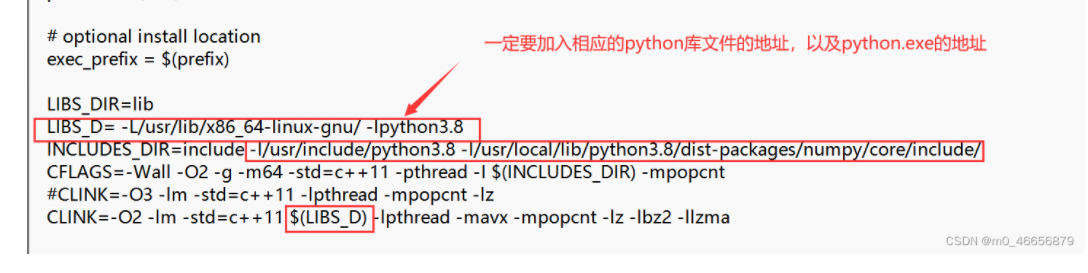 # optional install location
一定要加入相应的python库文件的地址，以及python.exe的地址
exec_prefix = $(prefix)
LIBS_DIR=lib
LIBS_D= -L/usr/lib/x86_64-linux-gnu/ -lpython3.8
INCLUDES_DIR=include -I/usr/include/python3.8 -I/usr/local/lib/python3.8/dist-packages/numpy/core/include/
CFLAGS=-Wall -O2 -g -m64 -std=c++11 -pthread -I $(INCLUDES_DIR) -mpopcnt
#CLINK=-O3 -lm -std=c++11 -lpthread -mpopcnt -lz
CLINK=-O2 -lm -std=c++11 $(LIBS_D) -lpthread -mavx -mpopcnt -lz -lbz2 -llzma
CSDN @m0_46656879